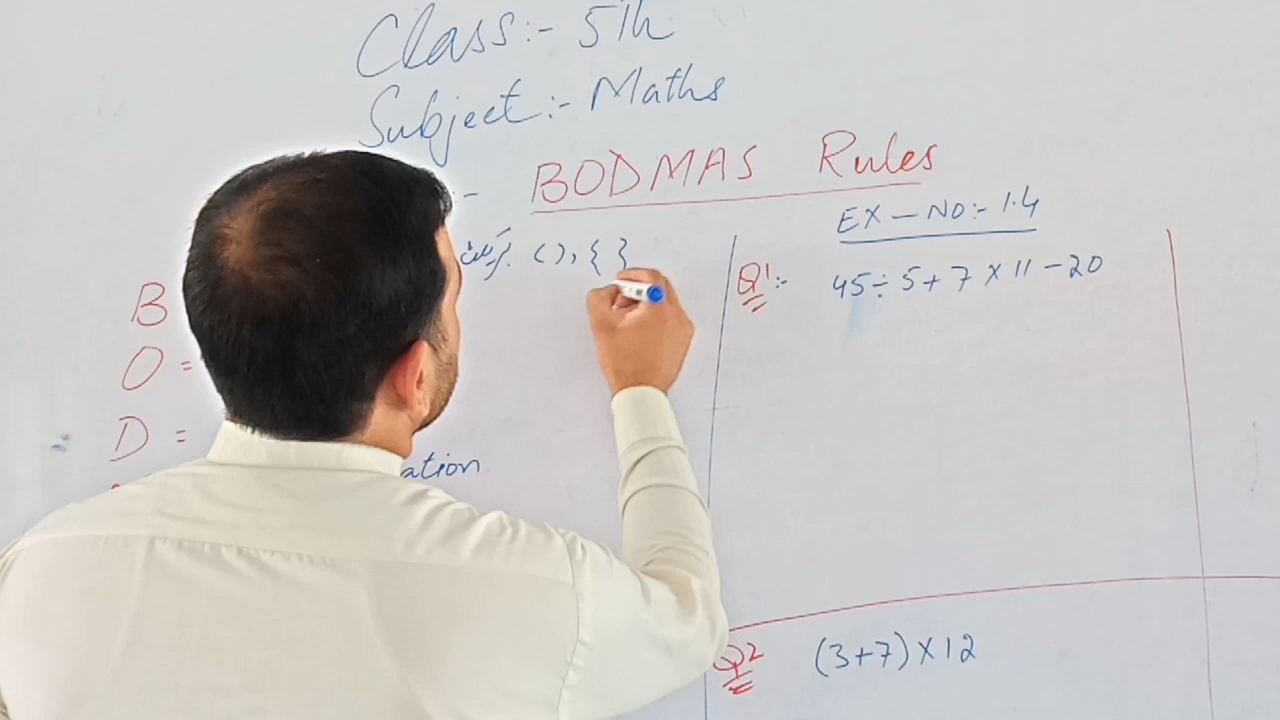 Class:- 5th
Subject:- Maths
:- BODMAS Rules
EX - NO:- 1.4
B بریکٹ ( ), { }
Q1:- 45 ÷ 5 + 7 × 11 - 20
O =
D =
ation
Q2 (3+7) × 12